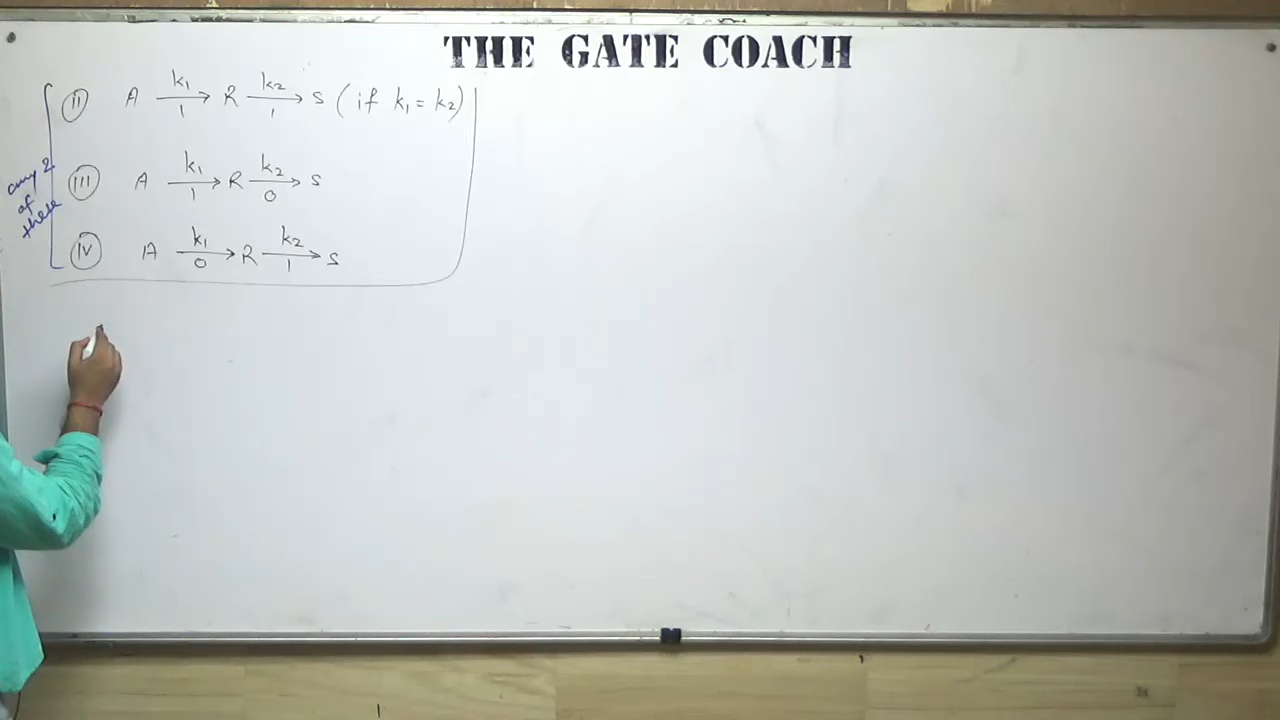 THE GATE COACH
(ii) A k₁ 1 → R k₂ 1 → S (if k₁ = k₂)
(iii) A k₁ 1 → R k₂ 0 → S
(iv) A k₁ 0 → R k₂ 1 → S
any 2
of
these